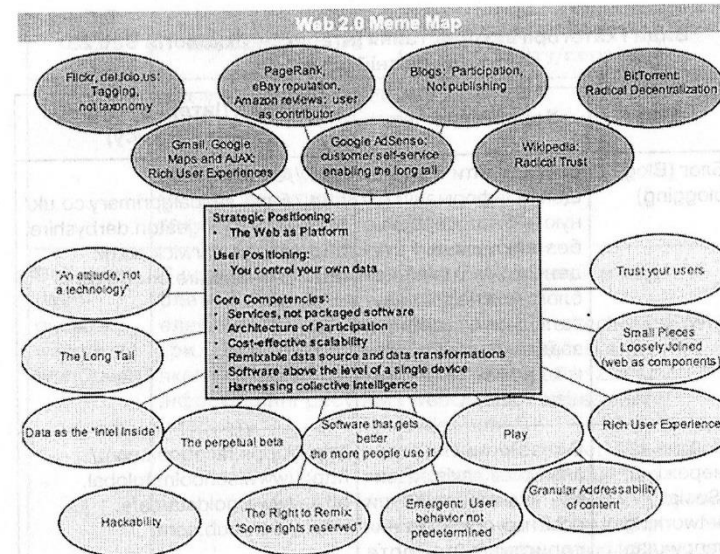 Web 2.0 Meme Map
Flickr, del.icio.us:
Tagging,
not taxonomy
PageRank,
eBay reputation,
Amazon reviews: user
as contributor
Blogs: Participation,
Not publishing
BitTorrent:
Radical Decentralization
Gmail, Google
Maps and AJAX:
Rich User Experiences
Google AdSense:
customer self-service
enabling the long tail
Wikipedia:
Radical Trust
Strategic Positioning:
• The Web as Platform
User Positioning:
• You control your own data
Core Competencies:
• Services, not packaged software
• Architecture of Participation
• Cost-effective scalability
• Remixable data source and data transformations
• Software above the level of a single device
• Harnessing collective intelligence
"An attitude, not
a technology"
The Long Tail
Data as the "Intel Inside"
Hackability
The perpetual beta
The Right to Remix:
"Some rights reserved"
Software that gets
better
the more people use it
Emergent: User
behavior not
predetermined
Play
Granular Addressability
of content
Rich User Experience
Small Pieces
Loosely Joined
(web as components)
Trust your users